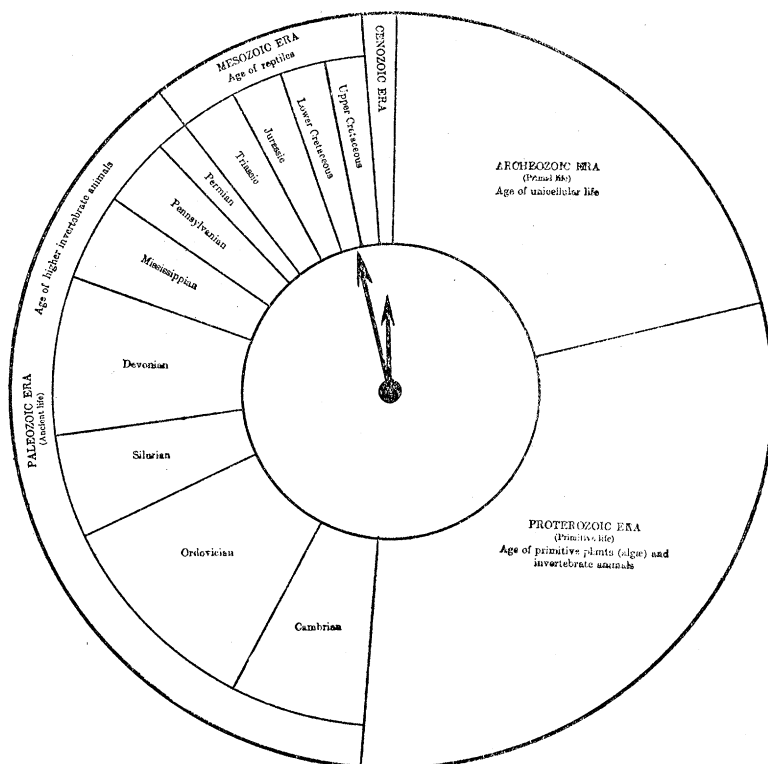 MESOZOIC ERA
Age of reptiles
CENOZOIC ERA
Upper Cretaceous
Lower Cretaceous
Jurassic
Triassic
Permian
Pennsylvanian
Mississippian
Devonian
Silurian
Ordovician
Cambrian
Age of higher invertebrate animals
PALEOZOIC ERA
(Ancient life)
ARCHEOZOIC ERA
(Primal life)
Age of unicellular life
PROTEROZOIC ERA
(Primitive life)
Age of primitive plants (algæ) and
invertebrate animals